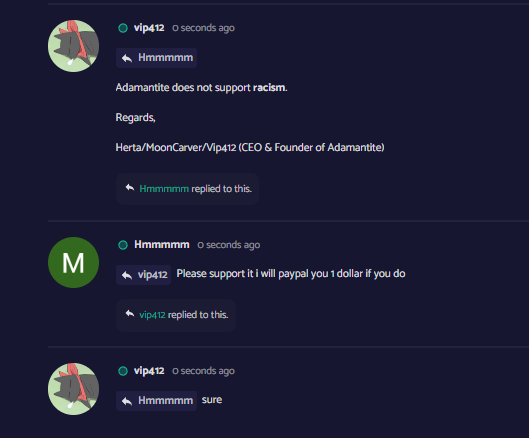 vip412 0 seconds ago
Hmmmmm
Adamantite does not support racism.
Regards,
Herta/MoonCarver/Vip412 (CEO & Founder of Adamantite)
Hmmmmm replied to this.
M
Hmmmmm 0 seconds ago
vip412 Please support it i will paypal you 1 dollar if you do
vip412 replied to this.
vip412 0 seconds ago
Hmmmmm sure